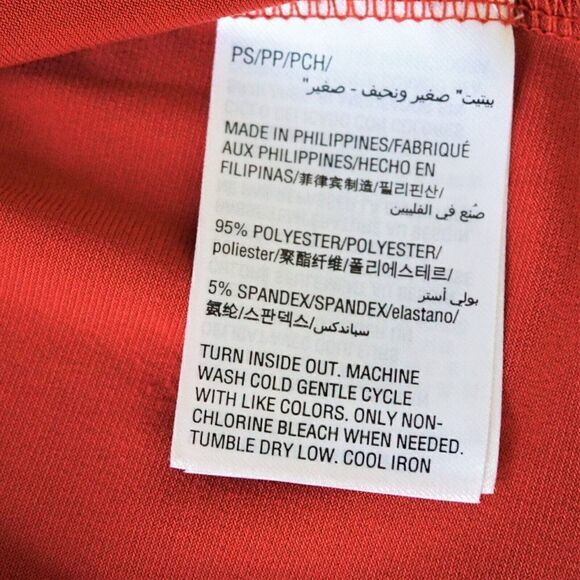 PS/PP/PCH/
بيتيت" صغير ونحيف - صغير"
MADE IN PHILIPPINES/FABRIQUÉ
AUX PHILIPPINES/HECHO EN
FILIPINAS/菲律宾制造/필리핀산/
صُنع في الفليبين
95% POLYESTER/POLYESTER/
poliester/聚酯纤维/폴리에스테르/
بولي أستر
5% SPANDEX/SPANDEX/elastano/
氨纶/스판덱스/سباندكس
TURN INSIDE OUT. MACHINE
WASH COLD GENTLE CYCLE
WITH LIKE COLORS. ONLY NON-
CHLORINE BLEACH WHEN NEEDED.
TUMBLE DRY LOW. COOL IRON